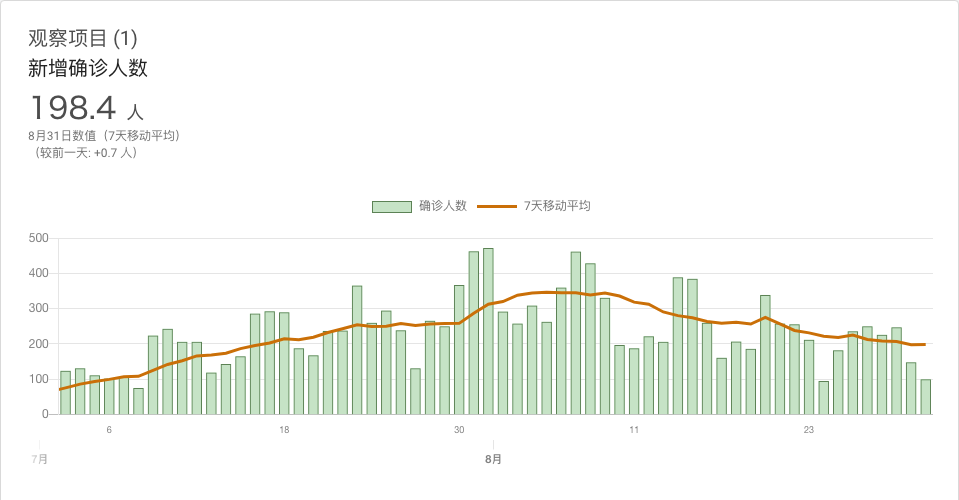 观察项目 (1)
新增确诊人数
198.4 人
8月31日数值（7天移动平均）
（较前一天: +0.7 人）
确诊人数 7天移动平均
500
400
300
200
100
0
6 18 30 11 23
7月 8月